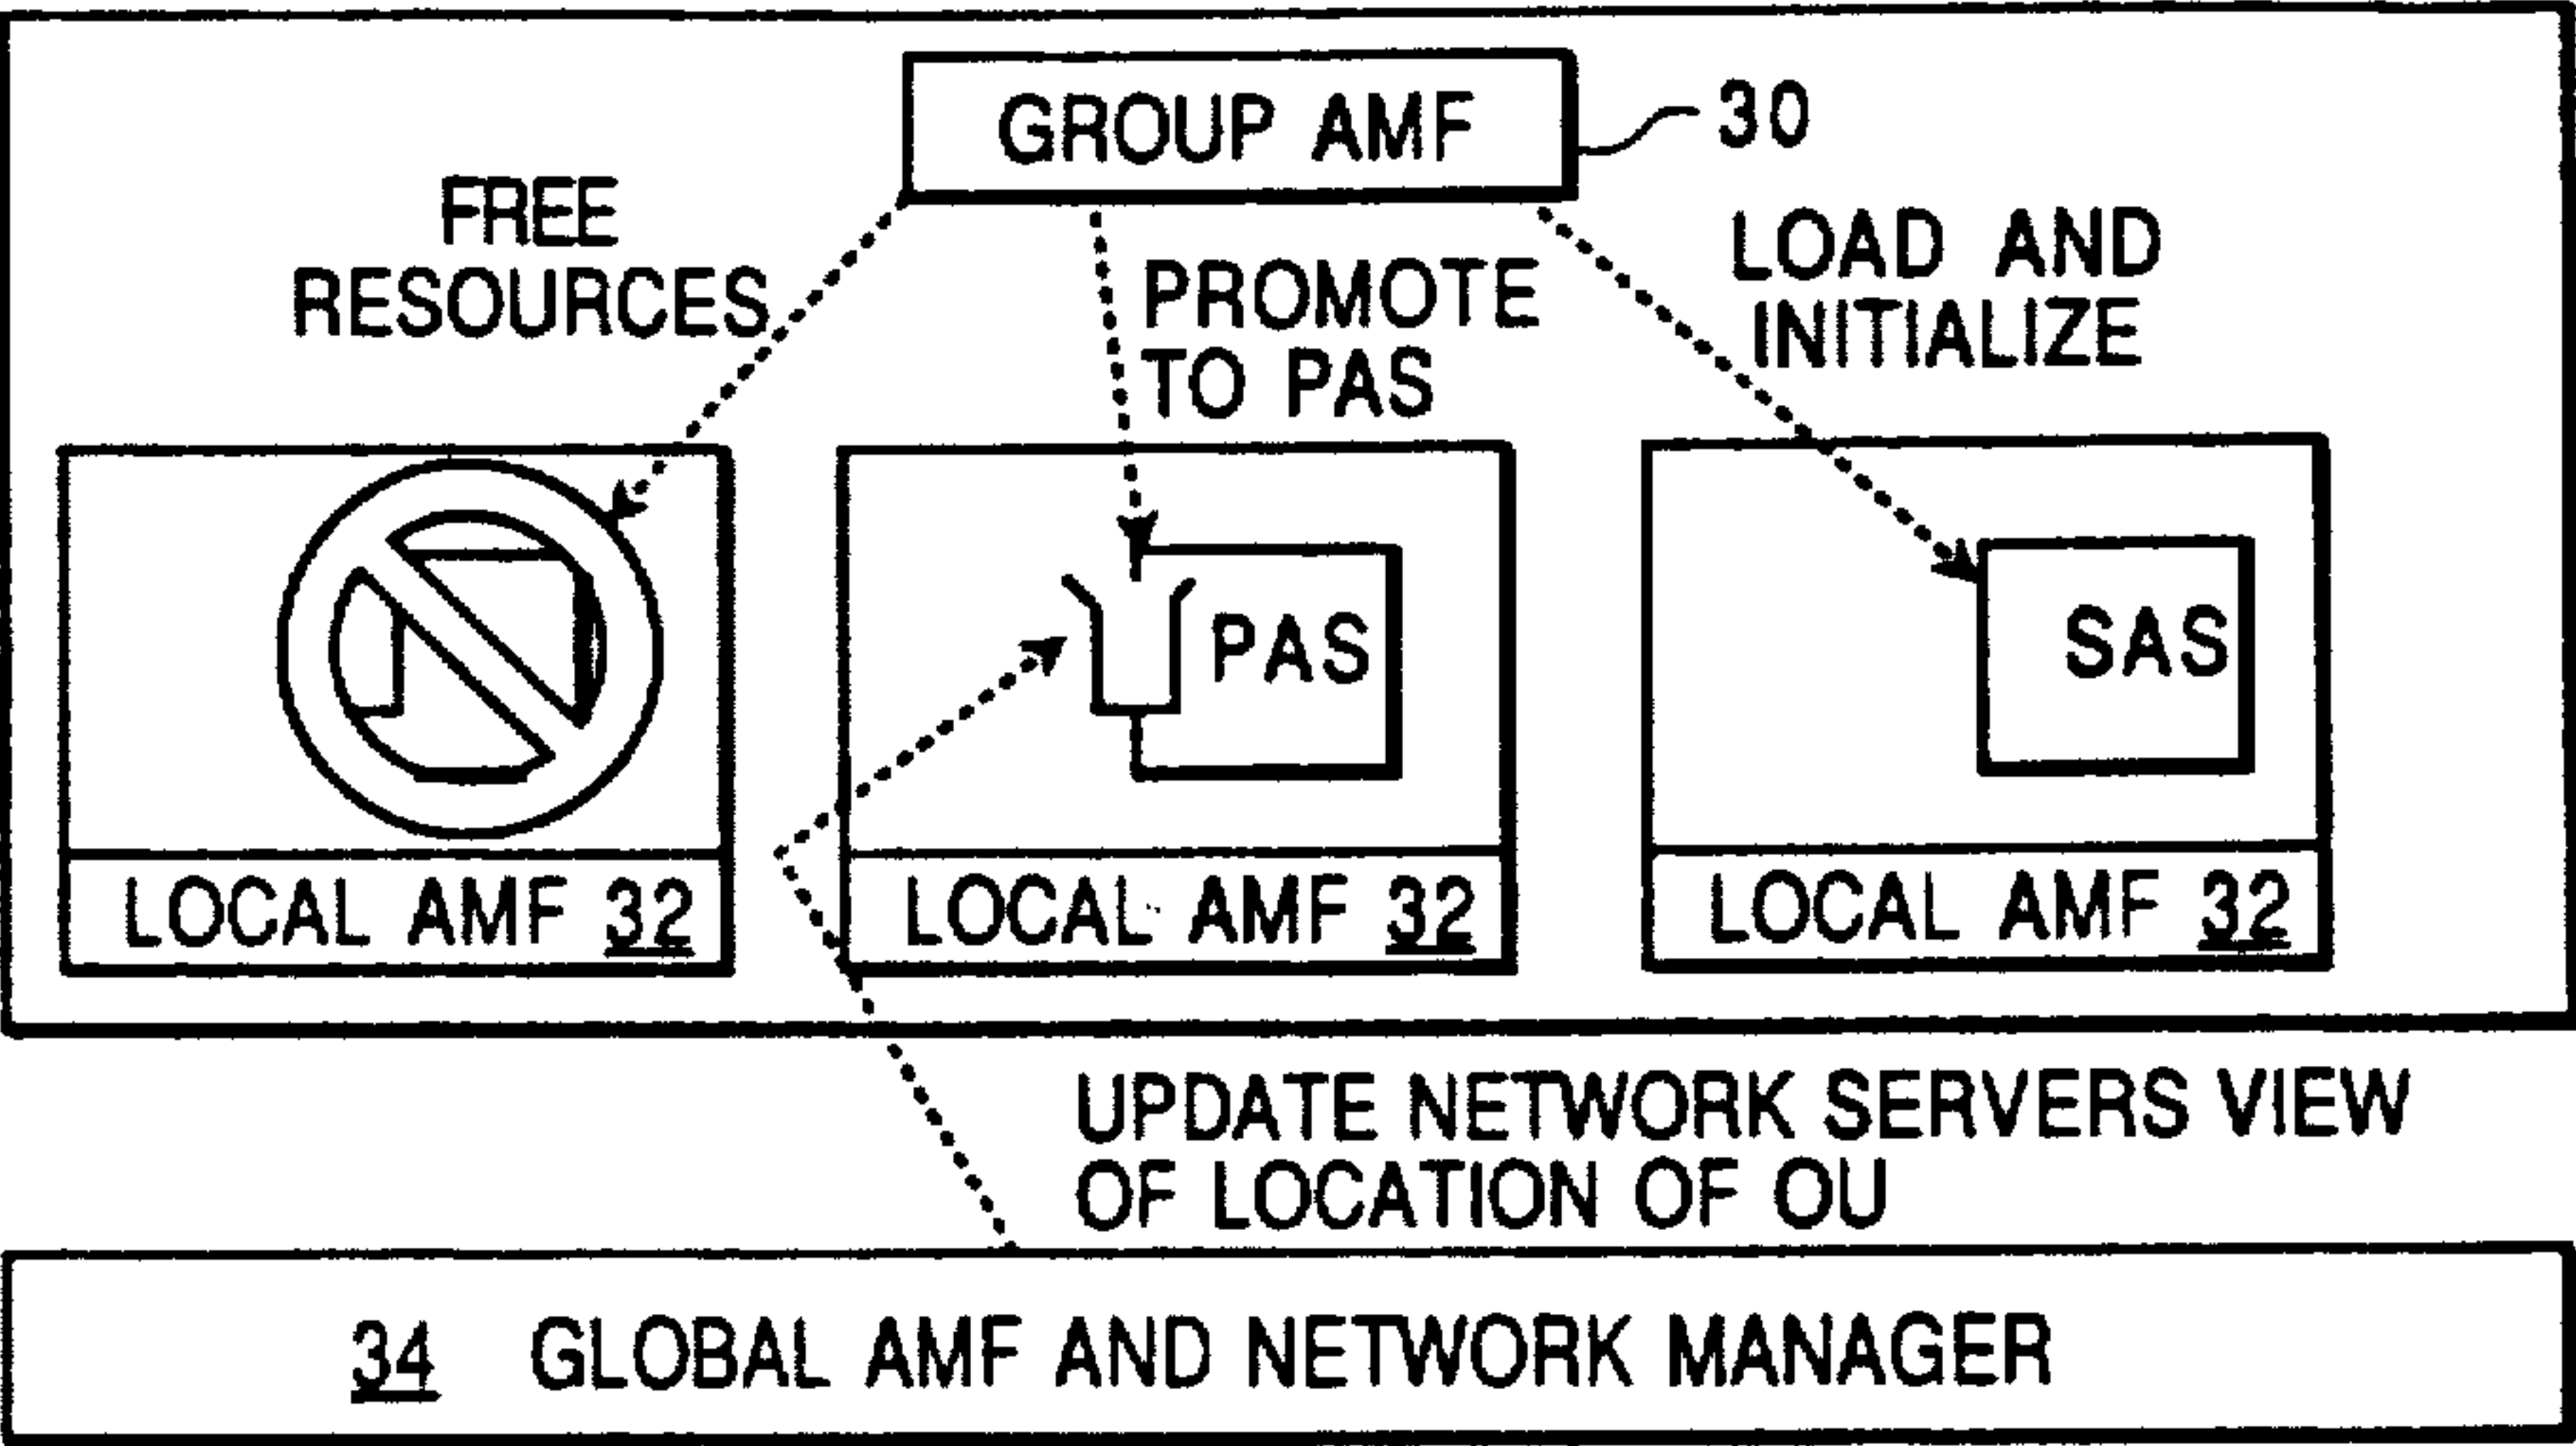 GROUP AMF
30
FREE
RESOURCES
PROMOTE
TO PAS
LOAD AND
INITIALIZE
PAS
SAS
LOCAL AMF 32
LOCAL AMF 32
LOCAL AMF 32
UPDATE NETWORK SERVERS VIEW
OF LOCATION OF OU
34 GLOBAL AMF AND NETWORK MANAGER